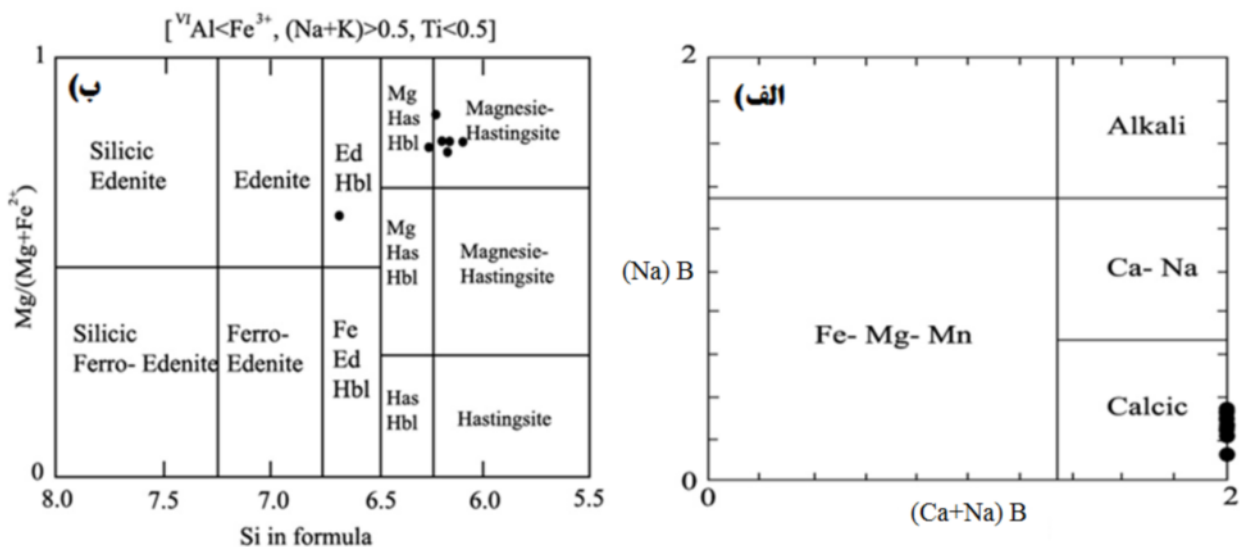 [ⱽᴵAl<Fe³⁺, (Na+K)>0.5, Ti<0.5]
ب)
1
0
Mg/(Mg+Fe²⁺)
Silicic
Edenite
Edenite
Ed
Hbl
Mg
Has
Hbl
Magnesie-
Hastingsite
Mg
Has
Hbl
Magnesie-
Hastingsite
Silicic
Ferro- Edenite
Ferro-
Edenite
Fe
Ed
Hbl
Has
Hbl
Hastingsite
8.0 7.5 7.0 6.5 6.0 5.5
Si in formula
الف)
2
0
(Na) B
Alkali
Ca- Na
Fe- Mg- Mn
Calcic
0 2
(Ca+Na) B